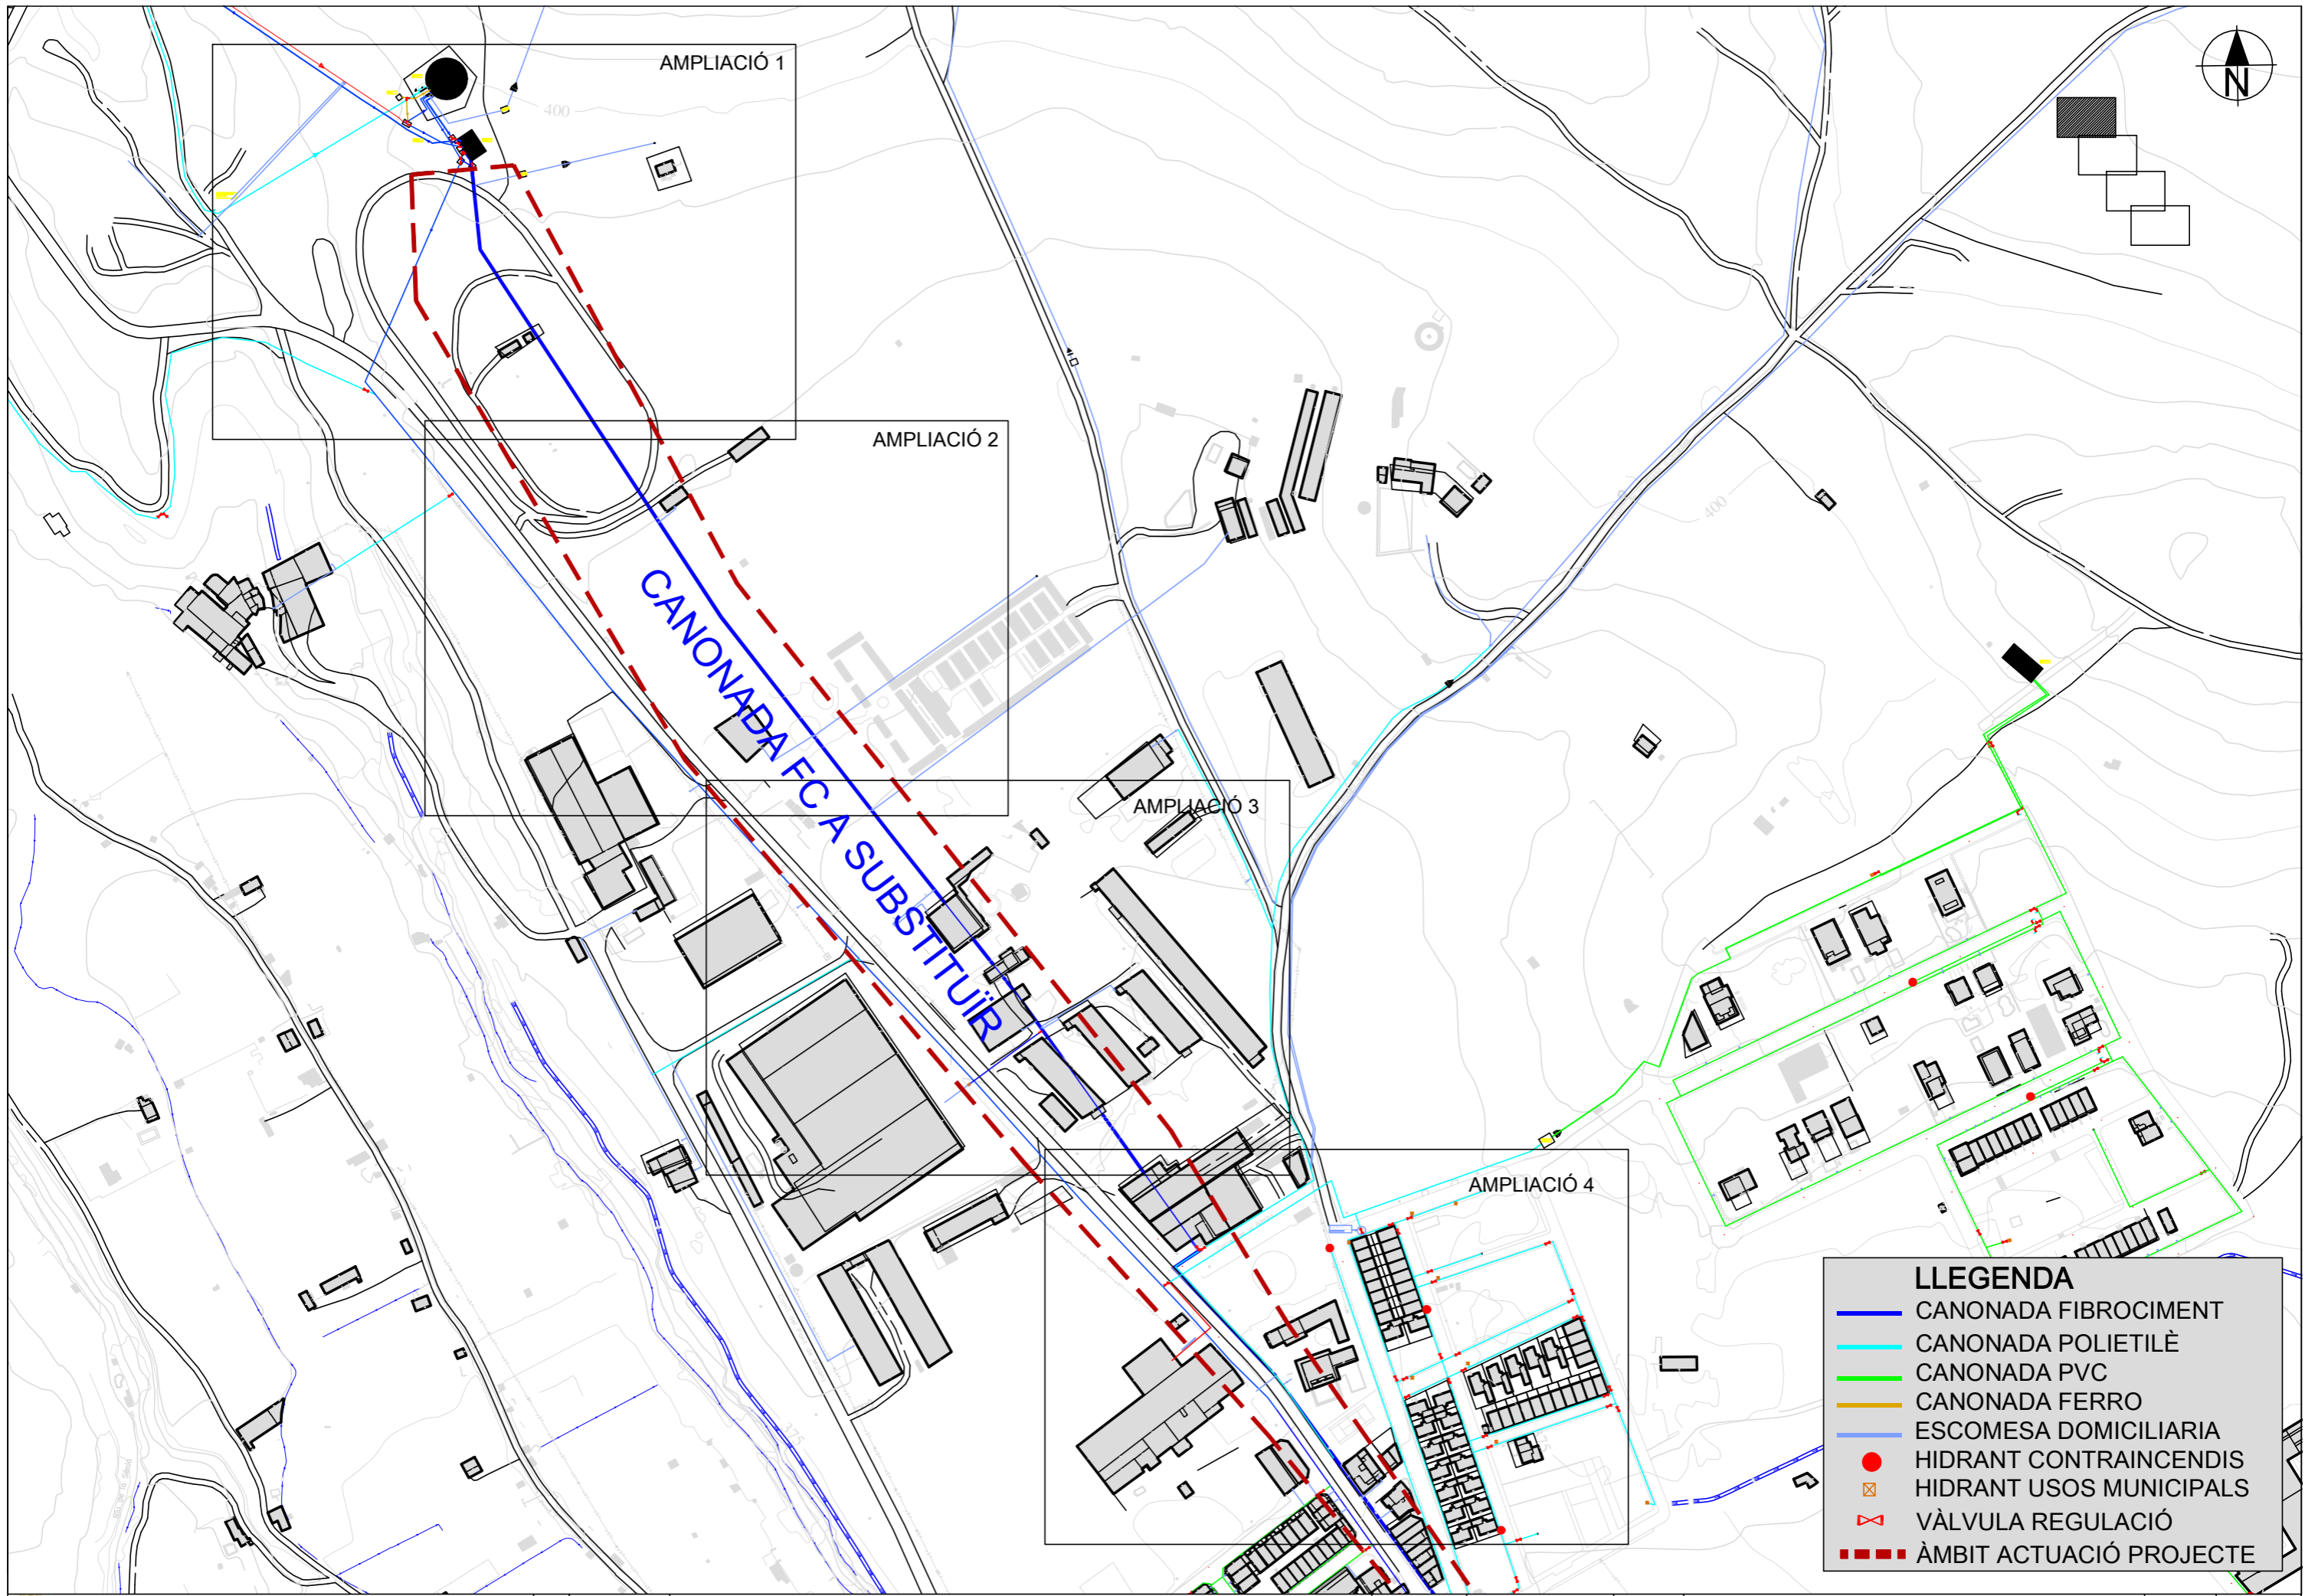 AMPLIACIÓ 1
N
400
AMPLIACIÓ 2
400
CANONADA FC A SUBSTITUÏR
AMPLIACIÓ 3
AMPLIACIÓ 4
LLEGENDA
CANONADA FIBROCIMENT
CANONADA POLIETILÈ
CANONADA PVC
CANONADA FERRO
ESCOMESA DOMICILIARIA
HIDRANT CONTRAINCENDIS
HIDRANT USOS MUNICIPALS
VÀLVULA REGULACIÓ
ÀMBIT ACTUACIÓ PROJECTE